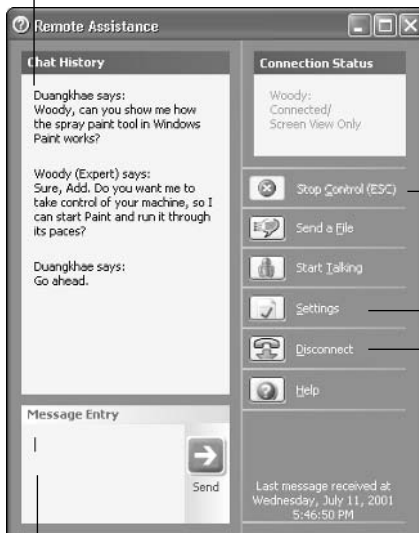 Remote Assistance
Chat History
Duangkhae says:
Woody, can you show me how
the spray paint tool in Windows
Paint works?
Woody (Expert) says:
Sure, Add. Do you want me to
take control of your machine, so I
can start Paint and run it through
its paces?
Duangkhae says:
Go ahead.
Message Entry
Send
Connection Status
Woody:
Connected/
Screen View Only
Stop Control (ESC)
Send a File
Start Talking
Settings
Disconnect
Help
Last message received at
Wednesday, July 11, 2001
5:46:50 PM